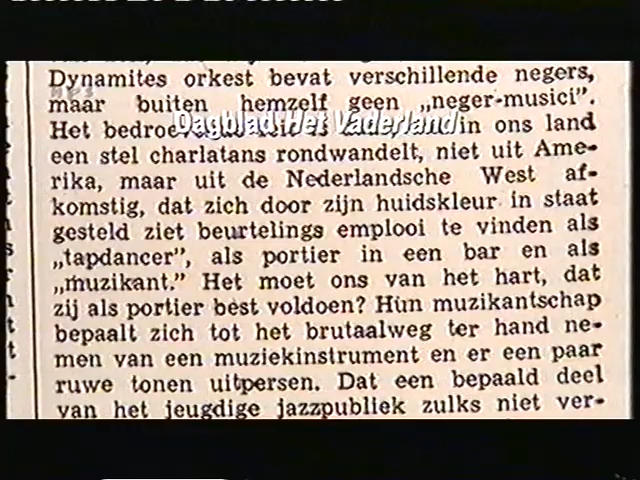 Dynamites orkest bevat verschillende negers,
maar buiten hemzelf geen „neger-musici”.
Dagblad Het Vaderland
Het in ons land
een stel charlatans rondwandelt, niet uit Ame-
rika, maar uit de Nederlandsche West af-
komstig, dat zich door zijn huidskleur in staat
gesteld ziet beurtelings emplooi te vinden als
„tapdancer”, als portier in een bar en als
„muzikant.” Het moet ons van het hart, dat
zij als portier best voldoen? Hun muzikantschap
bepaalt zich tot het brutaalweg ter hand ne-
men van een muziekinstrument en er een paar
ruwe tonen uitpersen. Dat een bepaald deel
van het jeugdige jazzpubliek zulks niet ver-